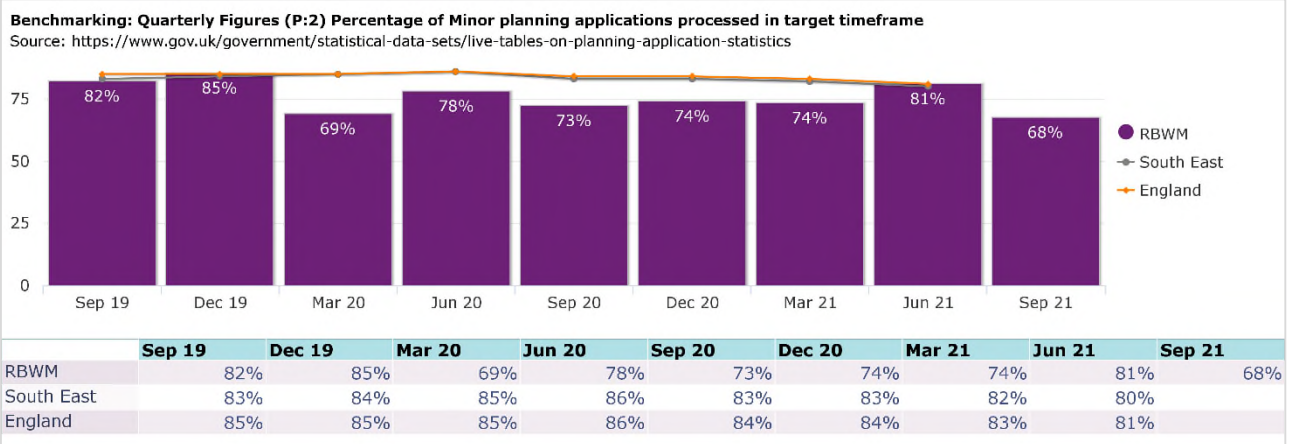 Benchmarking: Quarterly Figures (P:2) Percentage of Minor planning applications processed in target timeframe
Source: https://www.gov.uk/government/statistical-data-sets/live-tables-on-planning-application-statistics
75
50
25
0
82%
85%
69%
78%
73%
74%
74%
81%
68%
Sep 19 Dec 19 Mar 20 Jun 20 Sep 20 Dec 20 Mar 21 Jun 21 Sep 21
RBWM
South East
England
Sep 19 Dec 19 Mar 20 Jun 20 Sep 20 Dec 20 Mar 21 Jun 21 Sep 21
RBWM 82% 85% 69% 78% 73% 74% 74% 81% 68%
South East 83% 84% 85% 86% 83% 83% 82% 80%
England 85% 85% 85% 86% 84% 84% 83% 81%